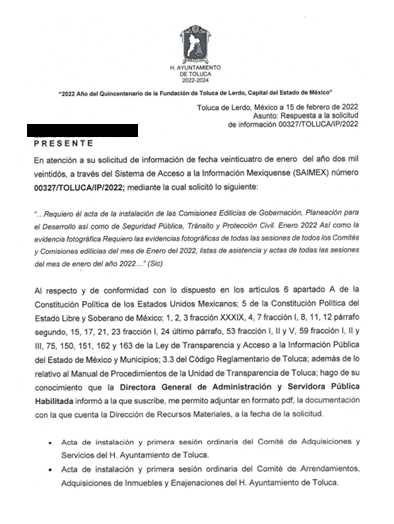 H. AYUNTAMIENTO
DE TOLUCA
2022-2024
"2022 Año del Quincentenario de la Fundación de Toluca de Lerdo, Capital del Estado de México"
Toluca de Lerdo, México a 15 de febrero de 2022
Asunto: Respuesta a la solicitud
de información 00327/TOLUCA/IP/2022
P R E S E N T E
En atención a su solicitud de información de fecha veinticuatro de enero del año dos mil
veintidós, a través del Sistema de Acceso a la Información Mexiquense (SAIMEX) número
00327/TOLUCA/IP/2022; mediante la cual solicitó lo siguiente:
"…Requiero él acta de la instalación de las Comisiones Edilicias de Gobernación, Planeación para
el Desarrollo así como de Seguridad Pública, Tránsito y Protección Civil. Enero 2022 Así como la
evidencia fotográfica Requiero las evidencias fotográficas de todas las sesiones de todos los Comités
y Comisiones edilicias del mes de Enero del 2022, listas de asistencia y actas de todas las sesiones
del mes de enero del año 2022…" (Sic)
Al respecto y de conformidad con lo dispuesto en los artículos 6 apartado A de la
Constitución Política de los Estados Unidos Mexicanos; 5 de la Constitución Política del
Estado Libre y Soberano de México; 1, 2, 3 fracción XXXIX, 4, 7 fracción I, 8, 11, 12 párrafo
segundo, 15, 17, 21, 23 fracción I, 24 último párrafo, 53 fracción I, II y V, 59 fracción I, II y
III, 75, 150, 151, 162 y 163 de la Ley de Transparencia y Acceso a la Información Pública
del Estado de México y Municipios; 3.3 del Código Reglamentario de Toluca; además de lo
relativo al Manual de Procedimientos de la Unidad de Transparencia de Toluca; hago de su
conocimiento que la Directora General de Administración y Servidora Pública
Habilitada informó a la que suscribe, me permito adjuntar en formato pdf, la documentación
con la que cuenta la Dirección de Recursos Materiales, a la fecha de la solicitud.
• Acta de instalación y primera sesión ordinaria del Comité de Adquisiciones y
Servicios del H. Ayuntamiento de Toluca.
• Acta de instalación y primera sesión ordinaria del Comité de Arrendamientos,
Adquisiciones de Inmuebles y Enajenaciones del H. Ayuntamiento de Toluca.